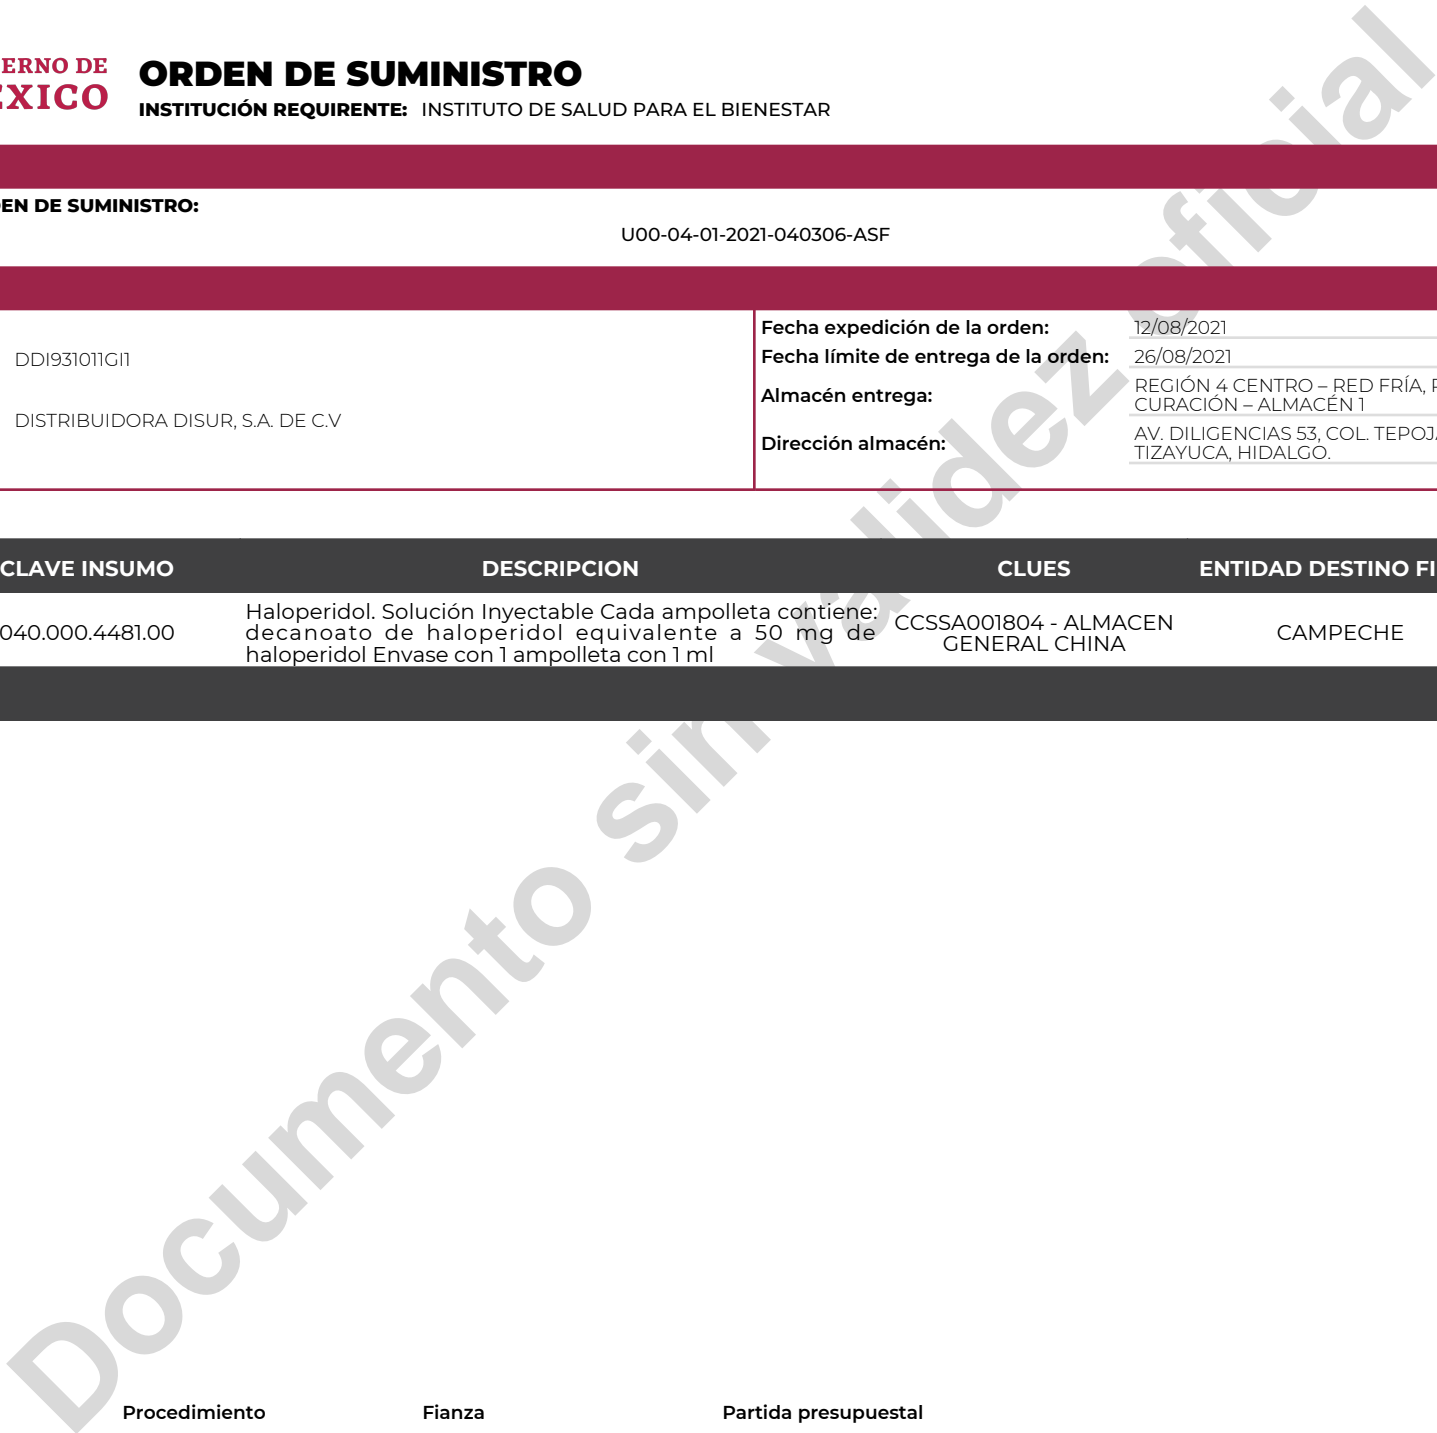 ERNO DE
ORDEN DE SUMINISTRO
XICO
INSTITUCIÓN REQUIRENTE: INSTITUTO DE SALUD PARA EL BIENESTAR
EN DE SUMINISTRO:
U00-04-01-2021-040306-ASF
Fecha expedición de la orden: 12/08/2021
DDI931011GI1
Fecha límite de entrega de la orden: 26/08/2021
Almacén entrega:
REGIÓN 4 CENTRO – RED FRÍA,
CURACIÓN – ALMACÉN 1
DISTRIBUIDORA DISUR, S.A. DE C.V
Dirección almacén:
AV. DILIGENCIAS 53, COL. TEPOJ
TIZAYUCA, HIDALGO.
CLAVE INSUMO DESCRIPCION CLUES ENTIDAD DESTINO FI
040.000.4481.00
Haloperidol. Solución Inyectable Cada ampolleta contiene:
decanoato de haloperidol equivalente a 50 mg de
haloperidol Envase con 1 ampolleta con 1 ml
CCSSA001804 - ALMACEN
GENERAL CHINA
CAMPECHE
Documento sin validez oficial
Procedimiento Fianza Partida presupuestal